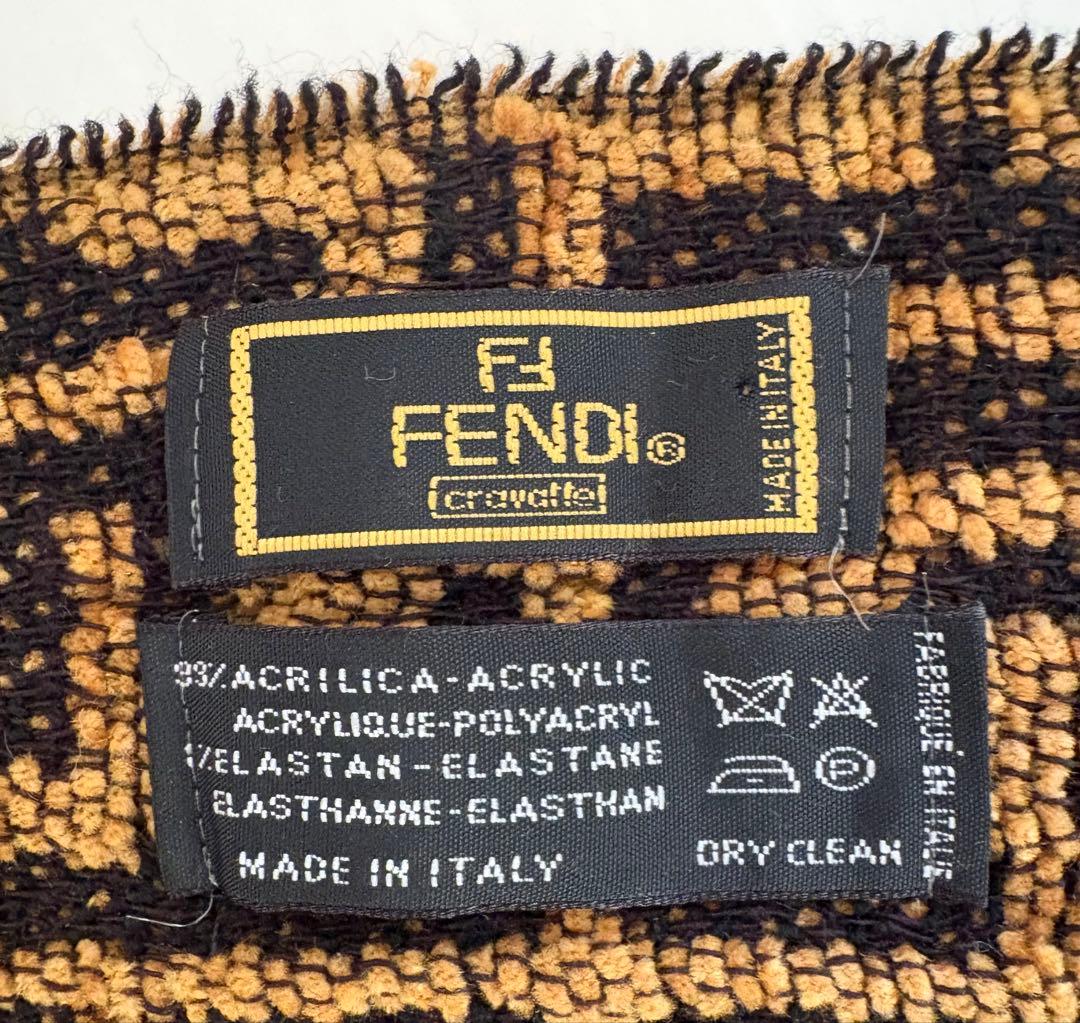 FF
FENDI®
cravatte
MADE IN ITALY
99% ACRILICA-ACRYLIC
ACRYLIQUE-POLYACRYL
1% ELASTAN-ELASTANE
ELASTHANNE-ELASTHAN
MADE IN ITALY
P
DRY CLEAN
FABRIQUÉ EN ITALIE